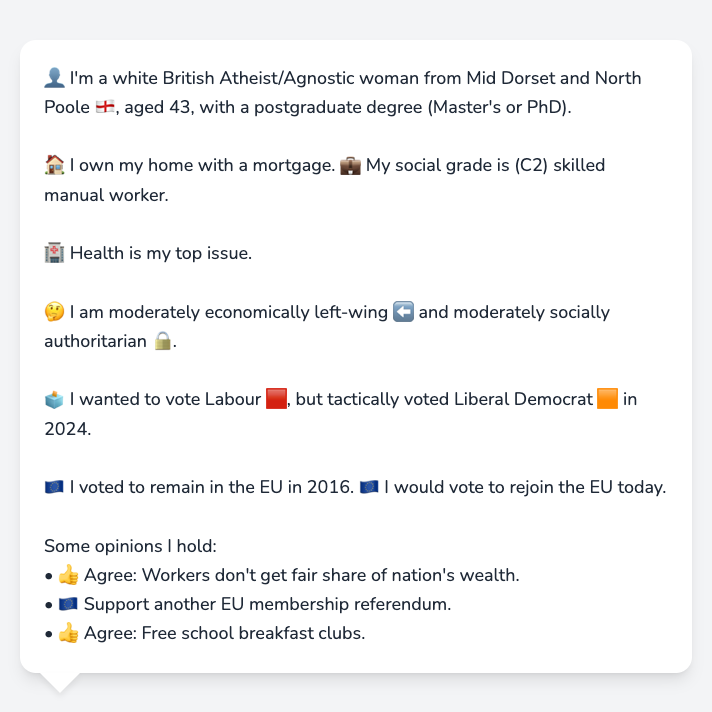 👤 I'm a white British Atheist/Agnostic woman from Mid Dorset and North
Poole 🏴󠁧󠁢󠁥󠁮󠁧󠁿, aged 43, with a postgraduate degree (Master's or PhD).
🏠 I own my home with a mortgage. 💼 My social grade is (C2) skilled
manual worker.
🏥 Health is my top issue.
🤔 I am moderately economically left-wing ⬅️ and moderately socially
authoritarian 🔒.
🗳️ I wanted to vote Labour 🟥, but tactically voted Liberal Democrat 🟧 in
2024.
🇪🇺 I voted to remain in the EU in 2016. 🇪🇺 I would vote to rejoin the EU today.
Some opinions I hold:
• 👍 Agree: Workers don't get fair share of nation's wealth.
• 🇪🇺 Support another EU membership referendum.
• 👍 Agree: Free school breakfast clubs.